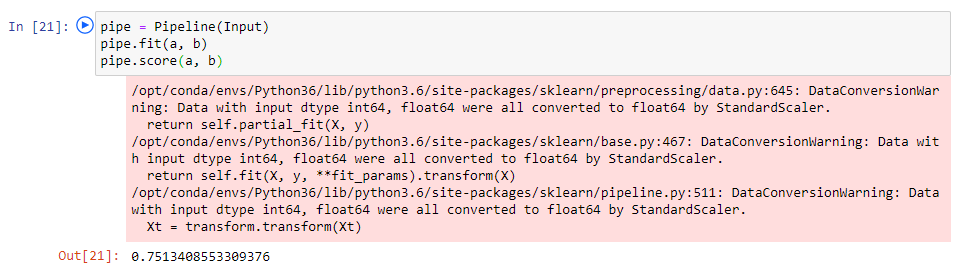 In [21]: pipe = Pipeline(Input)
pipe.fit(a, b)
pipe.score(a, b)
/opt/conda/envs/Python36/lib/python3.6/site-packages/sklearn/preprocessing/data.py:645: DataConversionWar
ning: Data with input dtype int64, float64 were all converted to float64 by StandardScaler.
  return self.partial_fit(X, y)
/opt/conda/envs/Python36/lib/python3.6/site-packages/sklearn/base.py:467: DataConversionWarning: Data wit
h input dtype int64, float64 were all converted to float64 by StandardScaler.
  return self.fit(X, y, **fit_params).transform(X)
/opt/conda/envs/Python36/lib/python3.6/site-packages/sklearn/pipeline.py:511: DataConversionWarning: Data
with input dtype int64, float64 were all converted to float64 by StandardScaler.
  Xt = transform.transform(Xt)
Out[21]: 0.7513408553309376